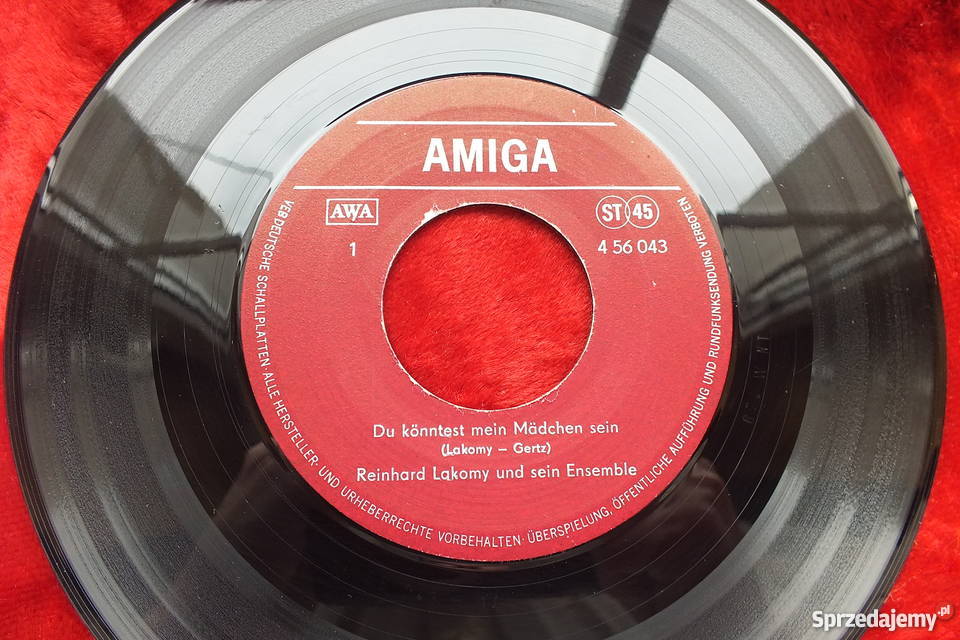 AMIGA
AWA
ST 45
1
4 56 043
Du könntest mein Mädchen sein
(Lakomy – Gertz)
Reinhard Lakomy und sein Ensemble
VEB DEUTSCHE SCHALLPLATTEN · ALLE HERSTELLER- UND URHEBERRECHTE VORBEHALTEN · ÜBERSPIELUNG, ÖFFENTLICHE AUFFÜHRUNG UND RUNDFUNKSENDUNG VERBOTEN
Sprzedajemy.pl